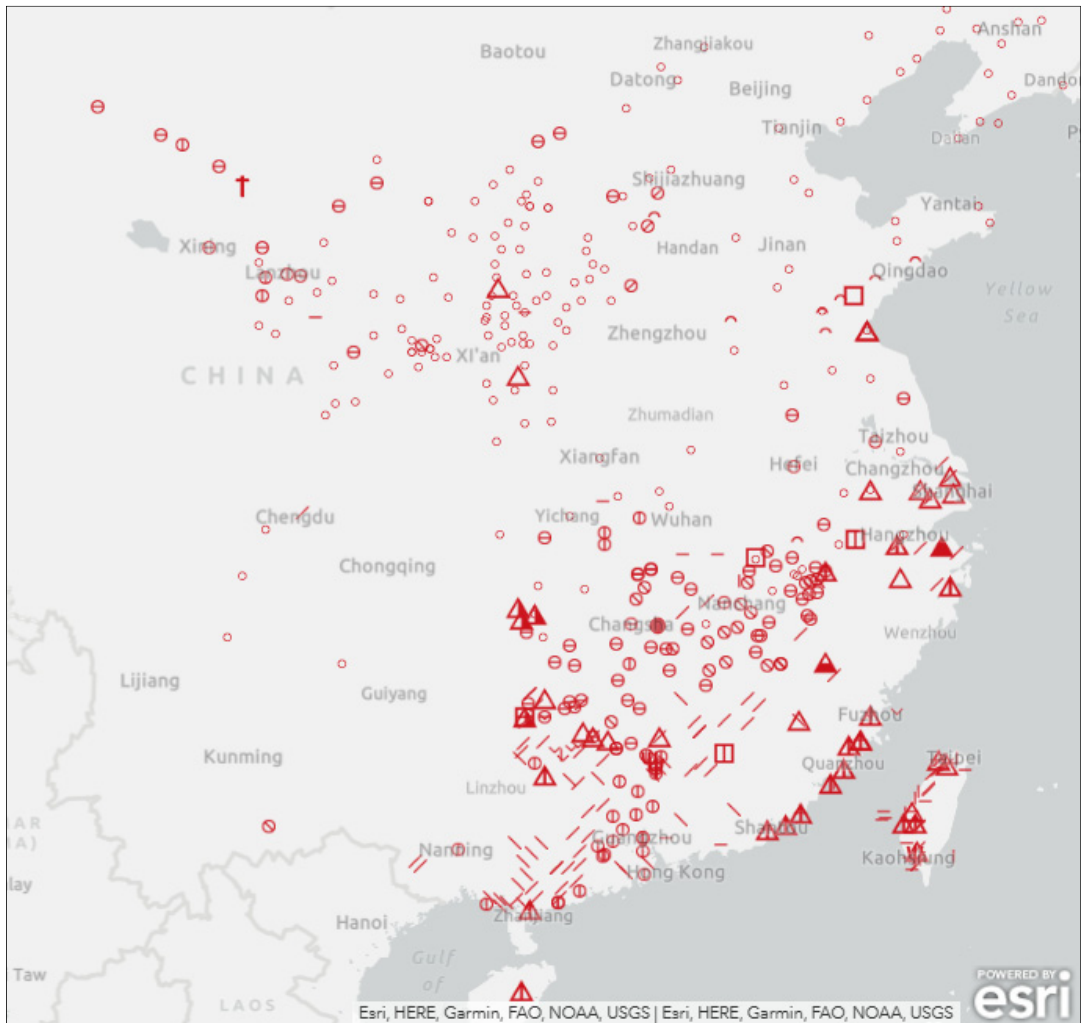 Anshan
Baotou
Zhangjiakou
Datong
Beijing
Tianjin
Dalian
Shijiazhuang
Yantai
Xining
Handan
Jinan
Lanzhou
Qingdao
Yellow
Sea
Zhengzhou
XI'an
CHINA
Zhumadian
Taizhou
Xiangfan
Hefei
Changzhou
Shanghai
Chengdu
Yichang
Wuhan
Hangzhou
Chongqing
Nanchang
Changsha
Wenzhou
Lijiang
Guiyang
Fuzhou
Kunming
Taipei
Quanzhou
Linzhou
Shantou
Guangzhou
Nanning
Kaohsiung
Hong Kong
Hanoi
Zhanjiang
Gulf
of
Taw
LAOS
POWERED BY
esri
Esri, HERE, Garmin, FAO, NOAA, USGS | Esri, HERE, Garmin, FAO, NOAA, USGS